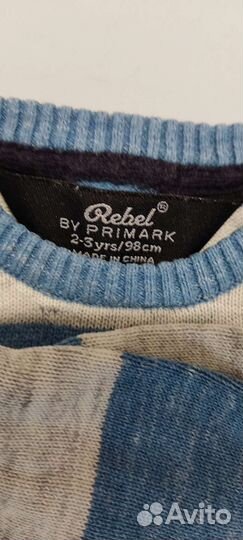 Rebel®
BY PRIMARK
2-3yrs/98cm
MADE IN CHINA
Avito